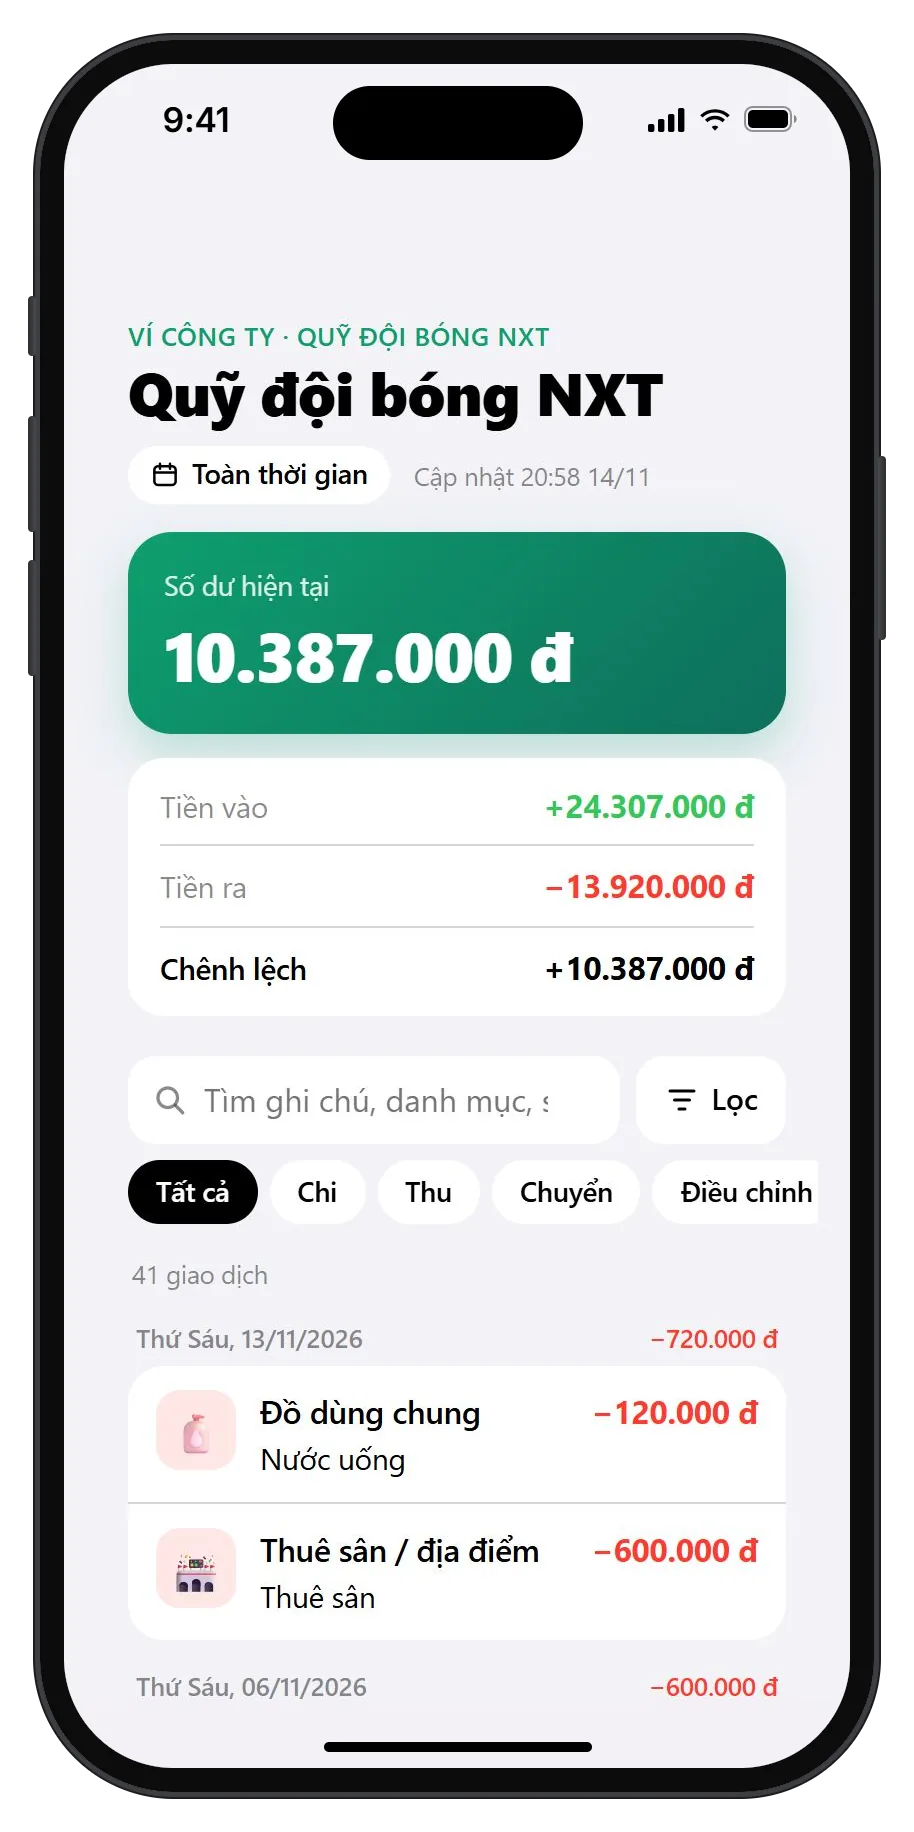 9:41
VÍ CÔNG TY · QUỸ ĐỘI BÓNG NXT
Quỹ đội bóng NXT
Toàn thời gian
Cập nhật 20:58 14/11
Số dư hiện tại
10.387.000 đ
Tiền vào +24.307.000 đ
Tiền ra −13.920.000 đ
Chênh lệch +10.387.000 đ
Tìm ghi chú, danh mục, s
Lọc
Tất cả Chi Thu Chuyển Điều chỉnh
41 giao dịch
Thứ Sáu, 13/11/2026 −720.000 đ
Đồ dùng chung −120.000 đ
Nước uống
Thuê sân / địa điểm −600.000 đ
Thuê sân
Thứ Sáu, 06/11/2026 −600.000 đ